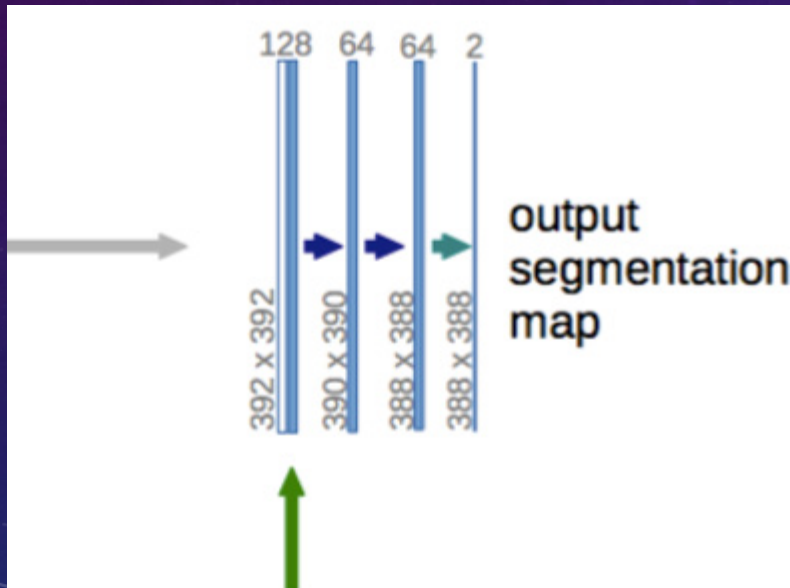 128 64 64 2
output
segmentation
map
392 x 392
390 x 390
388 x 388
388 x 388